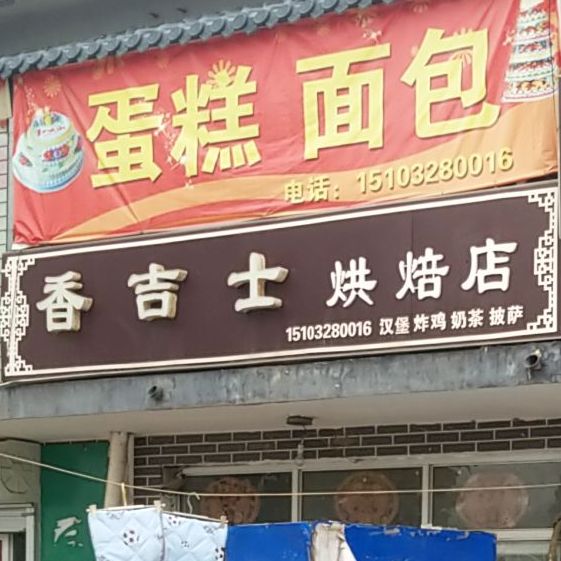 蛋糕 面包
电话：15103280016
香吉士 烘焙店
15103280016 汉堡 炸鸡 奶茶 披萨